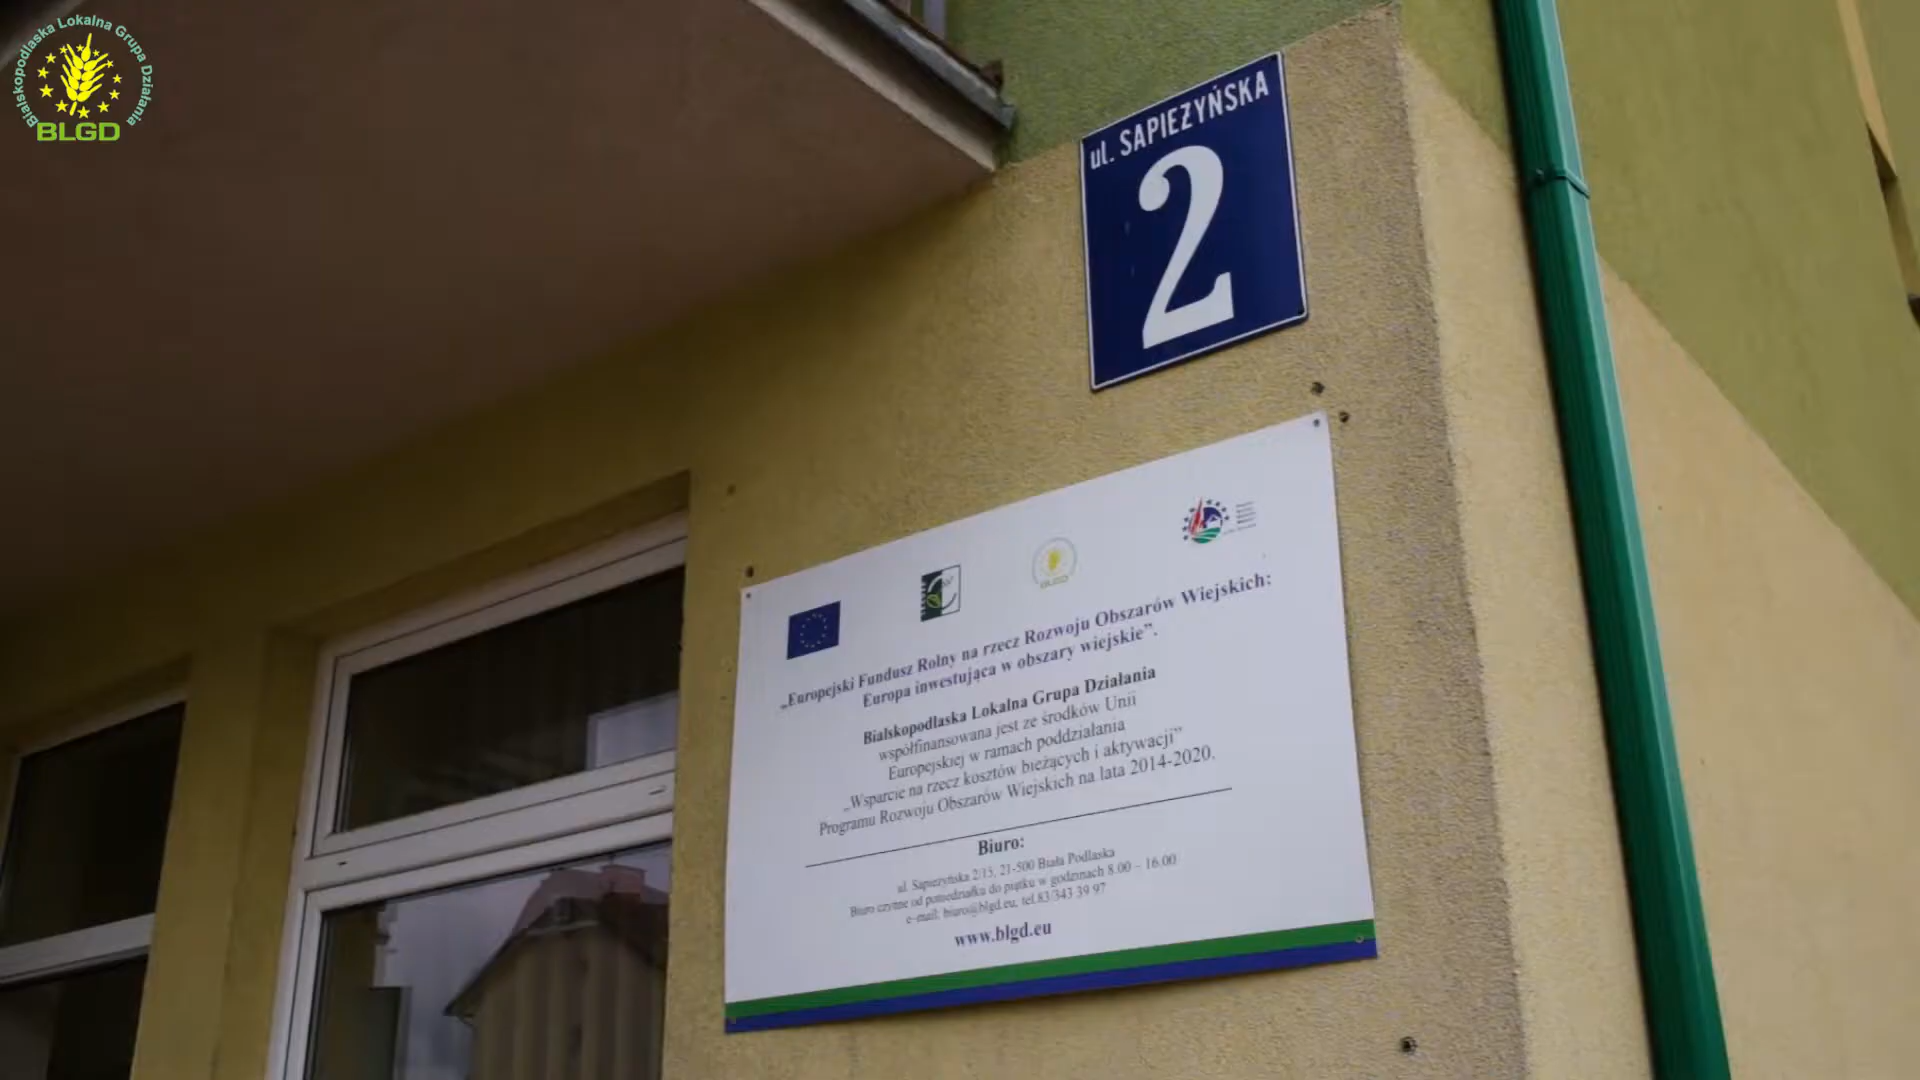 Bialskopodlaska Lokalna Grupa Działania
BLGD
ul. SAPIEŻYŃSKA
2
BLGD
„Europejski Fundusz Rolny na rzecz Rozwoju Obszarów Wiejskich:
Europa inwestująca w obszary wiejskie”.
Bialskopodlaska Lokalna Grupa Działania
współfinansowana jest ze środków Unii
Europejskiej w ramach poddziałania
„Wsparcie na rzecz kosztów bieżących i aktywacji”
Programu Rozwoju Obszarów Wiejskich na lata 2014-2020.
Biuro:
ul. Sapieżyńska 2/15, 21-500 Biała Podlaska
Biuro czynne od poniedziałku do piątku w godzinach 8.00 – 16.00
e-mail: biuro@blgd.eu, tel.83/343 39 97
www.blgd.eu